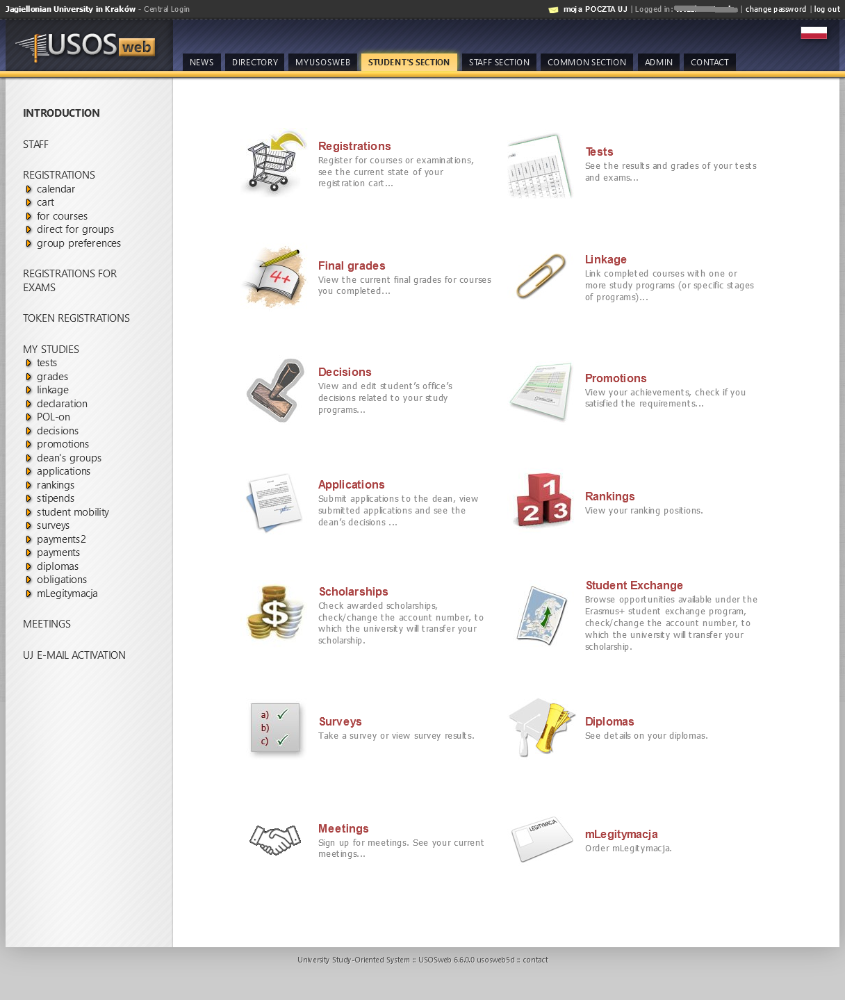 Jagiellonian University in Kraków - Central Login
moja POCZTA UJ | Logged in: | change password | log out
USOS web
NEWS DIRECTORY MYUSOSWEB STUDENT'S SECTION STAFF SECTION COMMON SECTION ADMIN CONTACT
INTRODUCTION
STAFF
REGISTRATIONS
calendar
cart
for courses
direct for groups
group preferences
REGISTRATIONS FOR
EXAMS
TOKEN REGISTRATIONS
MY STUDIES
tests
grades
linkage
declaration
POL-on
decisions
promotions
dean's groups
applications
rankings
stipends
student mobility
surveys
payments2
payments
diplomas
obligations
mLegitymacja
MEETINGS
UJ E-MAIL ACTIVATION
Registrations
Register for courses or examinations,
see the current state of your
registration cart...
Tests
See the results and grades of your tests
and exams...
4+
Final grades
View the current final grades for courses
you completed...
Linkage
Link completed courses with one or
more study programs (or specific stages
of programs)...
Decisions
View and edit student’s office’s
decisions related to your study
programs...
Promotions
View your achievements, check if you
satisfied the requirements...
Applications
Submit applications to the dean, view
submitted applications and see the
dean’s decisions ...
1
2 3
Rankings
View your ranking positions.
$
Scholarships
Check awarded scholarships,
check/change the account number, to
which the university will transfer your
scholarship.
Student Exchange
Browse opportunities available under the
Erasmus+ student exchange program,
check/change the account number, to
which the university will transfer your
scholarship.
a)
b)
c)
Surveys
Take a survey or view survey results.
Diplomas
See details on your diplomas.
Meetings
Sign up for meetings. See your current
meetings...
LEGITYMACJA
mLegitymacja
Order mLegitymacja.
University Study-Oriented System :: USOSweb 6.6.0.0 usosweb5d :: contact